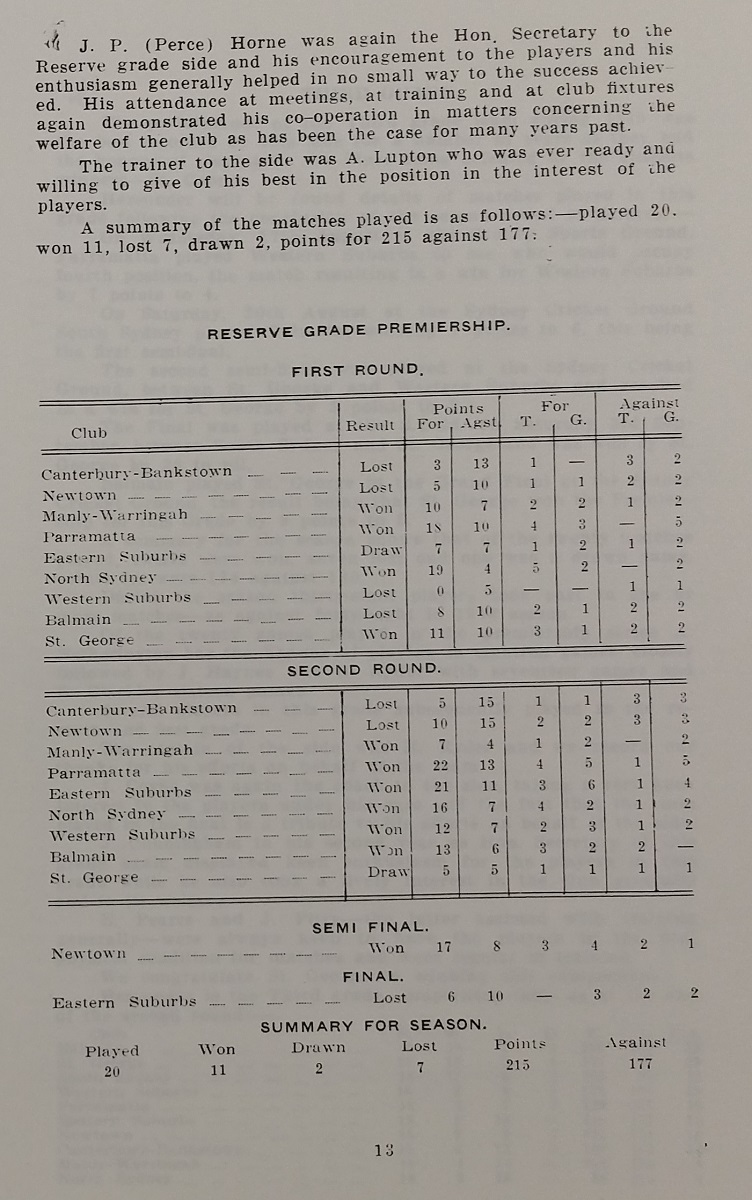 J. P. (Perce) Horne was again the Hon. Secretary to the
Reserve grade side and his encouragement to the players and his
enthusiasm generally helped in no small way to the success achiev-
ed. His attendance at meetings, at training and at club fixtures
again demonstrated his co-operation in matters concerning the
welfare of the club as has been the case for many years past.
The trainer to the side was A. Lupton who was ever ready and
willing to give of his best in the position in the interest of the
players.
A summary of the matches played is as follows:—played 20.
won 11, lost 7, drawn 2, points for 215 against 177.
RESERVE GRADE PREMIERSHIP.
FIRST ROUND.
Points For Against
Club Result For Agst T. G. T. G.
Canterbury-Bankstown Lost 3 13 1 — 3 2
Newtown Lost 5 10 1 1 2 2
Manly-Warringah Won 10 7 2 2 1 2
Parramatta Won 18 10 4 3 — 5
Eastern Suburbs Draw 7 7 1 2 1 2
North Sydney Won 19 4 5 2 — 2
Western Suburbs Lost 0 5 — — 1 1
Balmain Lost 8 10 2 1 2 2
St. George Won 11 10 3 1 2 2
SECOND ROUND.
Canterbury-Bankstown Lost 5 15 1 1 3 3
Newtown Lost 10 15 2 2 3 3
Manly-Warringah Won 7 4 1 2 — 2
Parramatta Won 22 13 4 5 1 5
Eastern Suburbs Won 21 11 3 6 1 4
North Sydney Won 16 7 4 2 1 2
Western Suburbs Won 12 7 2 3 1 2
Balmain Won 13 6 3 2 2 —
St. George Draw 5 5 1 1 1 1
SEMI FINAL.
Newtown Won 17 8 3 4 2 1
FINAL.
Eastern Suburbs Lost 6 10 — 3 2 2
SUMMARY FOR SEASON.
Played Won Drawn Lost Points Against
20 11 2 7 215 177
13